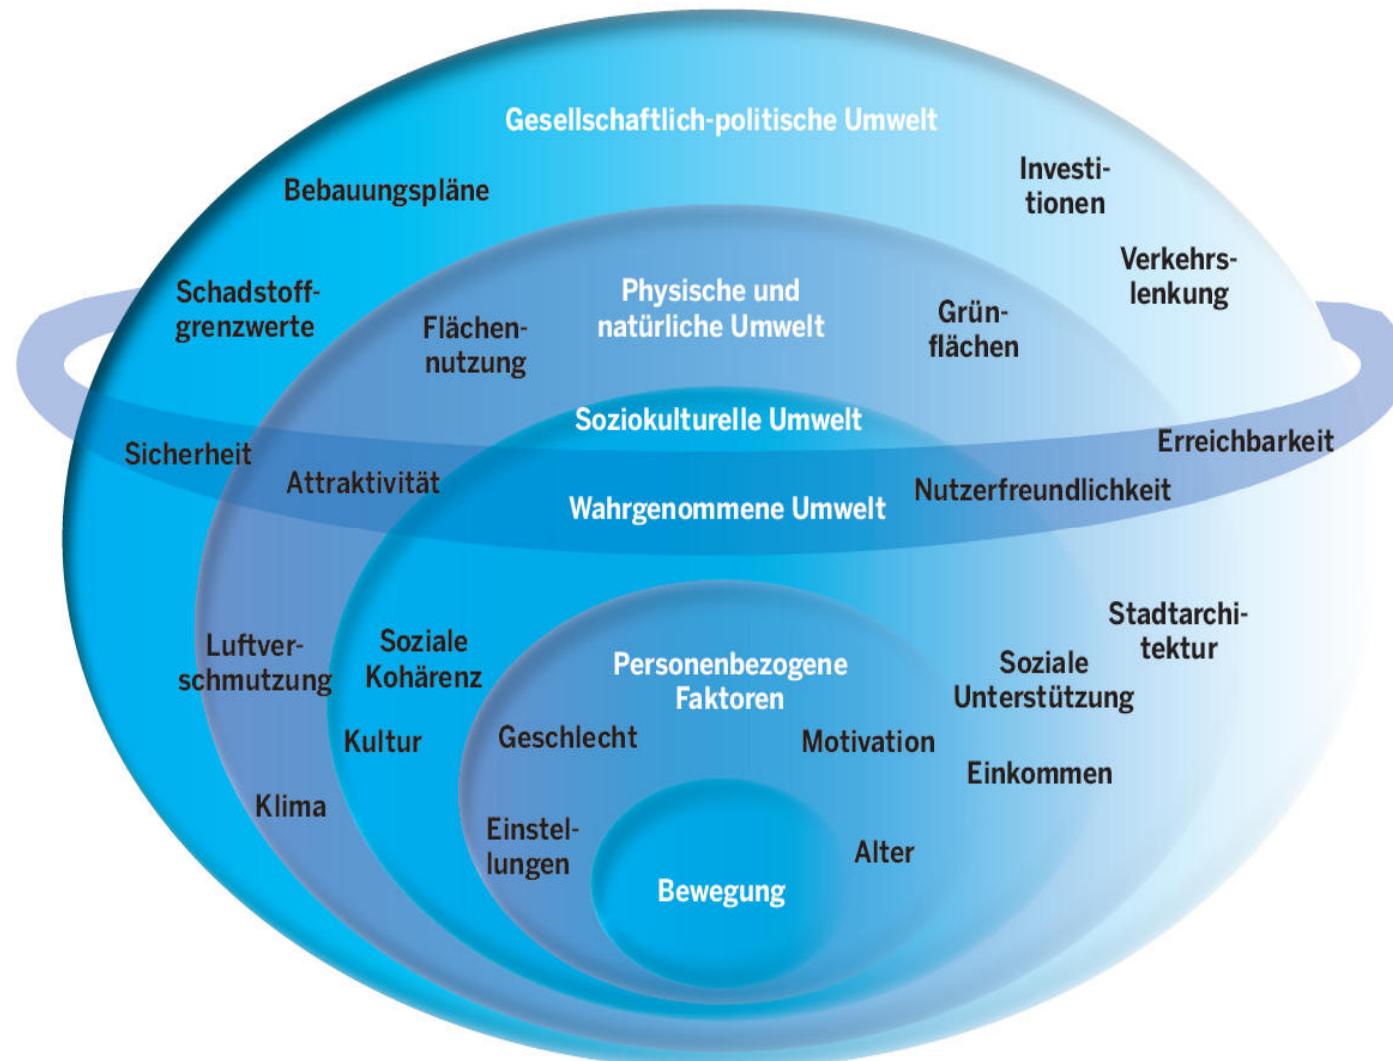 Gesellschaftlich-politische Umwelt
Bebauungspläne
Investi-
tionen
Schadstoff-
grenzwerte
Verkehrs-
lenkung
Physische und
natürliche Umwelt
Flächen-
nutzung
Grün-
flächen
Soziokulturelle Umwelt
Sicherheit
Attraktivität
Wahrgenommene Umwelt
Nutzerfreundlichkeit
Erreichbarkeit
Luftver-
schmutzung
Soziale
Kohärenz
Personenbezogene
Faktoren
Soziale
Unterstützung
Stadtarchi-
tektur
Kultur
Geschlecht
Motivation
Einkommen
Klima
Einstel-
lungen
Alter
Bewegung